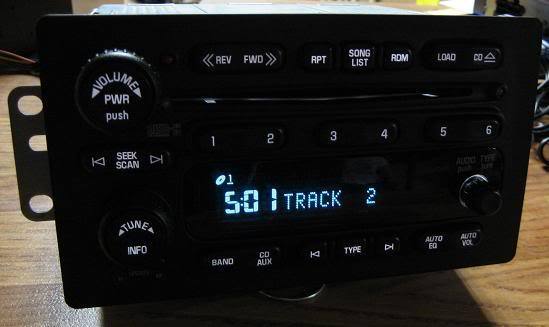 VOLUME
PWR
push
REV FWD
RPT
SONG LIST
RDM
LOAD
CD
1 2 3 4 5 6
SEEK
SCAN
AUDIO TYPE
1
5:01 TRACK 2
TUNE
INFO
BAND
CD
AUX
TYPE
AUTO
EQ
AUTO
VOL